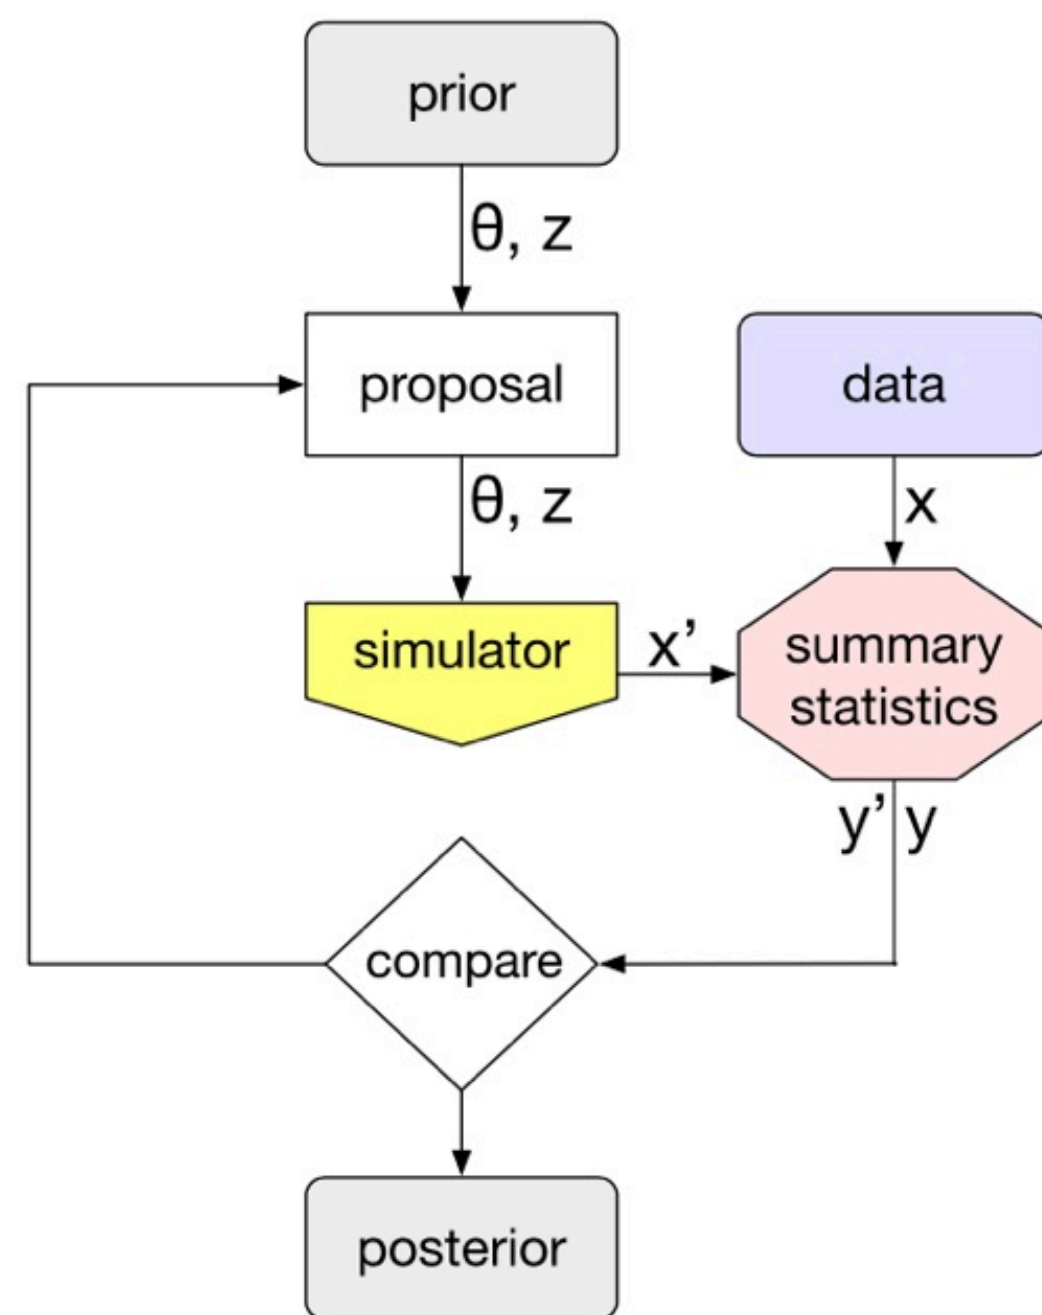 prior
θ, z
proposal
data
θ, z
x
simulator
x’
summary
statistics
y’ y
compare
posterior